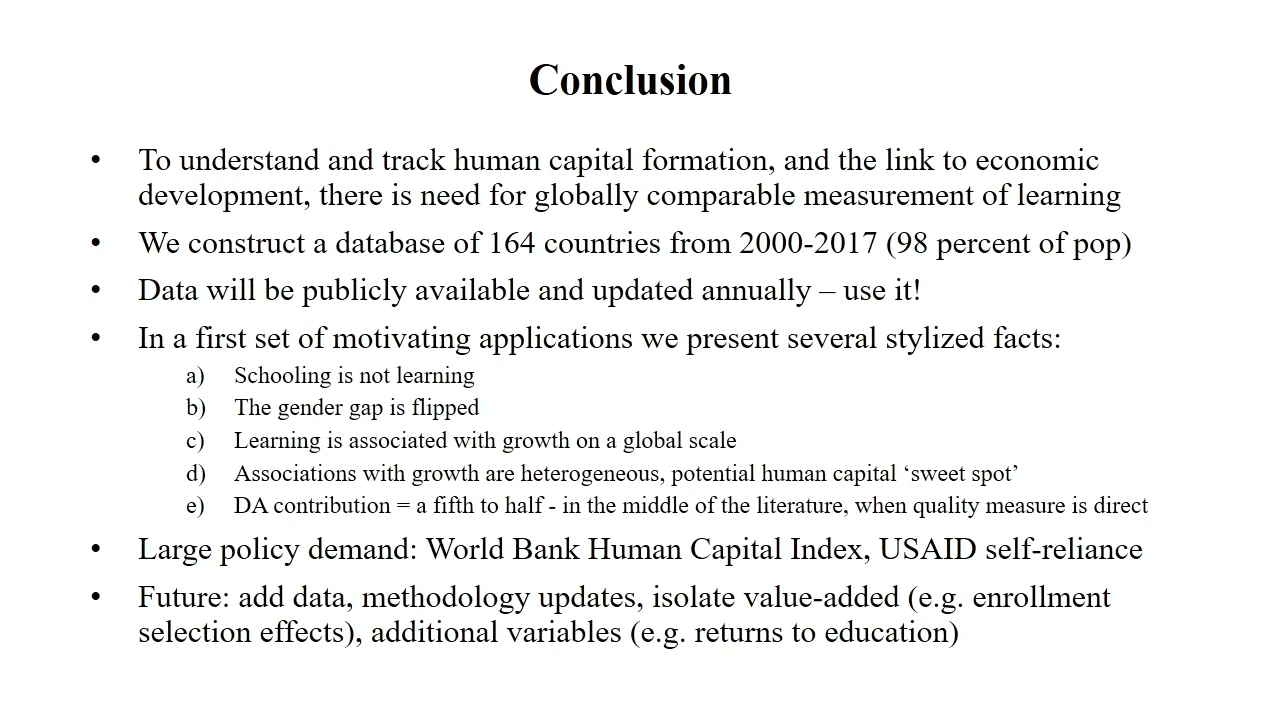 Conclusion
• To understand and track human capital formation, and the link to economic
development, there is need for globally comparable measurement of learning
• We construct a database of 164 countries from 2000-2017 (98 percent of pop)
• Data will be publicly available and updated annually – use it!
• In a first set of motivating applications we present several stylized facts:
a) Schooling is not learning
b) The gender gap is flipped
c) Learning is associated with growth on a global scale
d) Associations with growth are heterogeneous, potential human capital ‘sweet spot’
e) DA contribution = a fifth to half - in the middle of the literature, when quality measure is direct
• Large policy demand: World Bank Human Capital Index, USAID self-reliance
• Future: add data, methodology updates, isolate value-added (e.g. enrollment
selection effects), additional variables (e.g. returns to education)